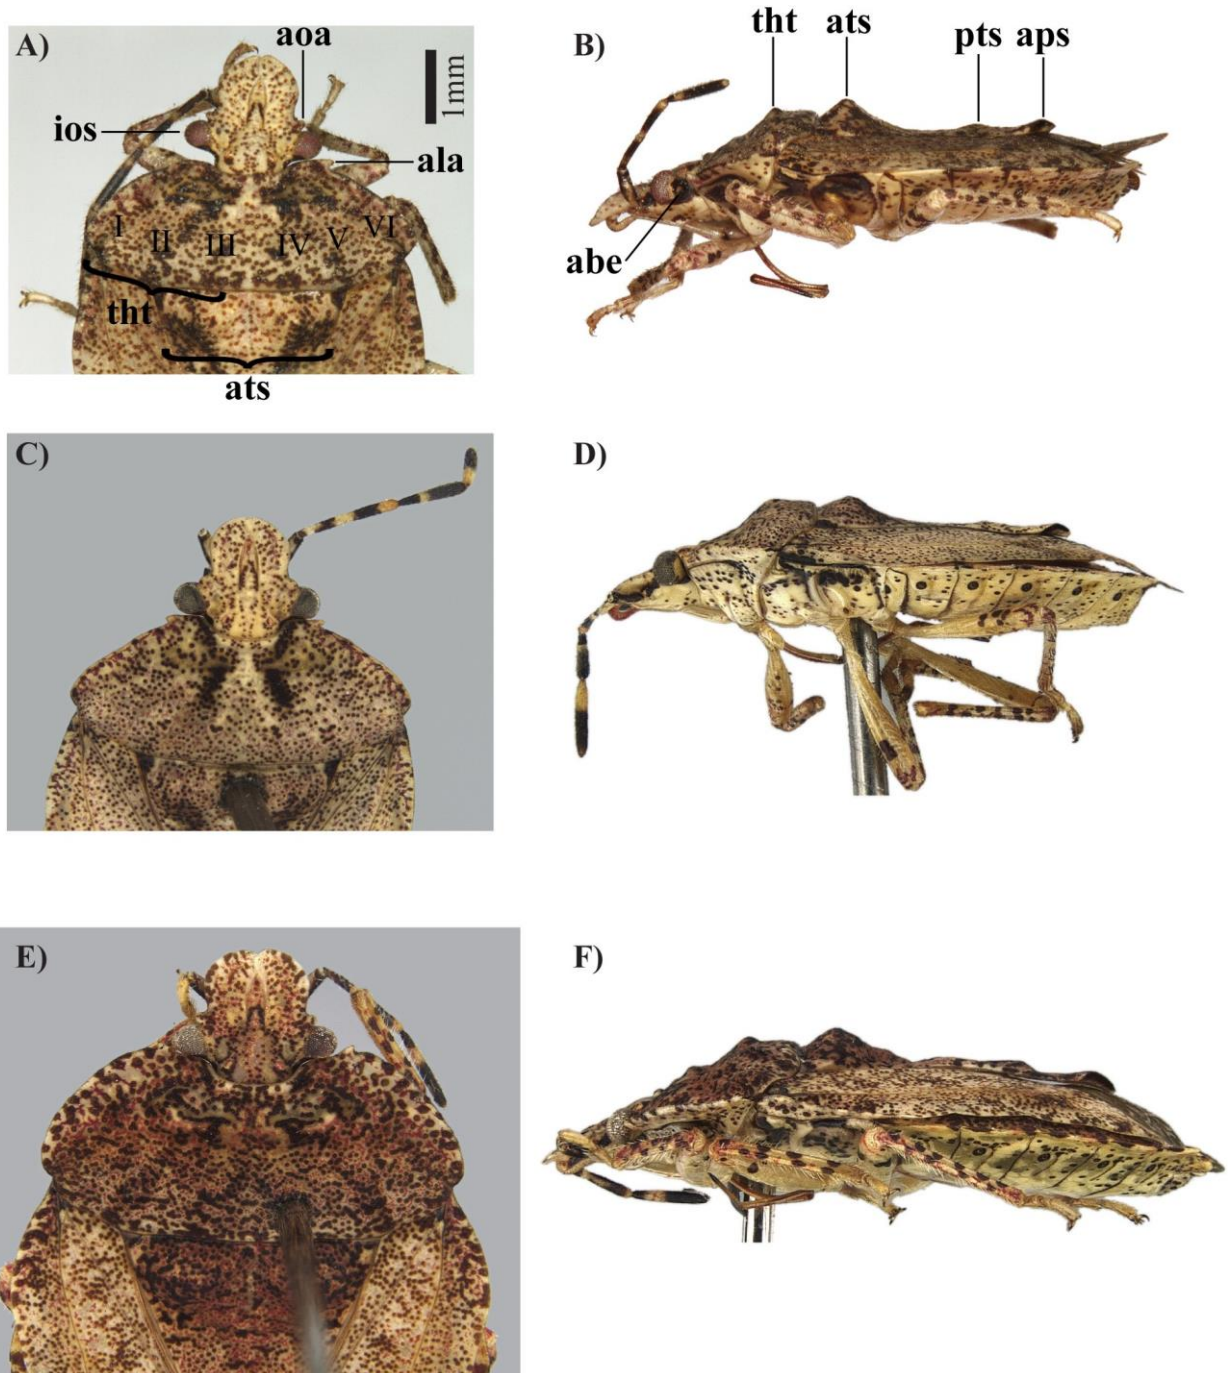 A)
aoa
1mm
ios
ala
I II III IV V VI
tht
ats
B)
tht ats pts aps
abe
C)
D)
E)
F)